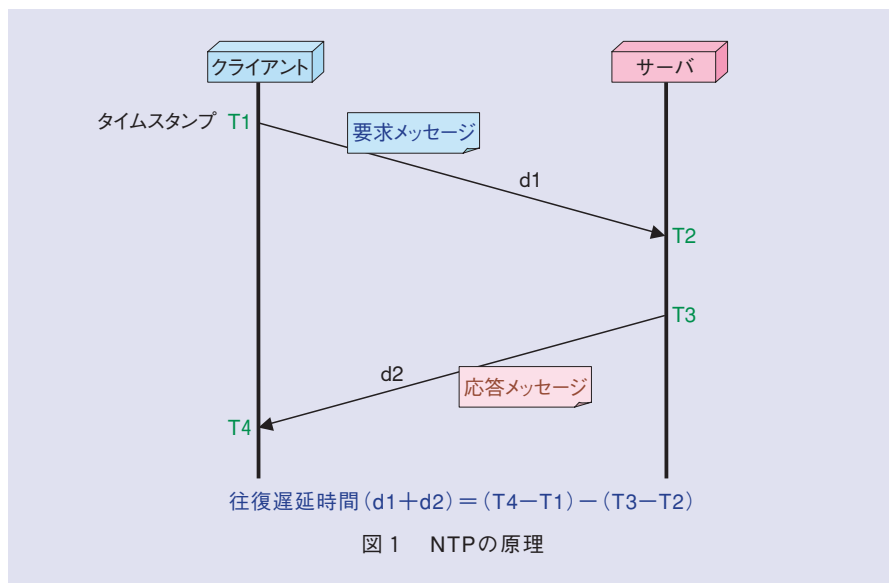 クライアント
サーバ
タイムスタンプ T1
要求メッセージ
d1
T2
T3
d2
応答メッセージ
T4
往復遅延時間(d1+d2)=(T4ーT1)ー(T3ーT2)
図1 NTPの原理